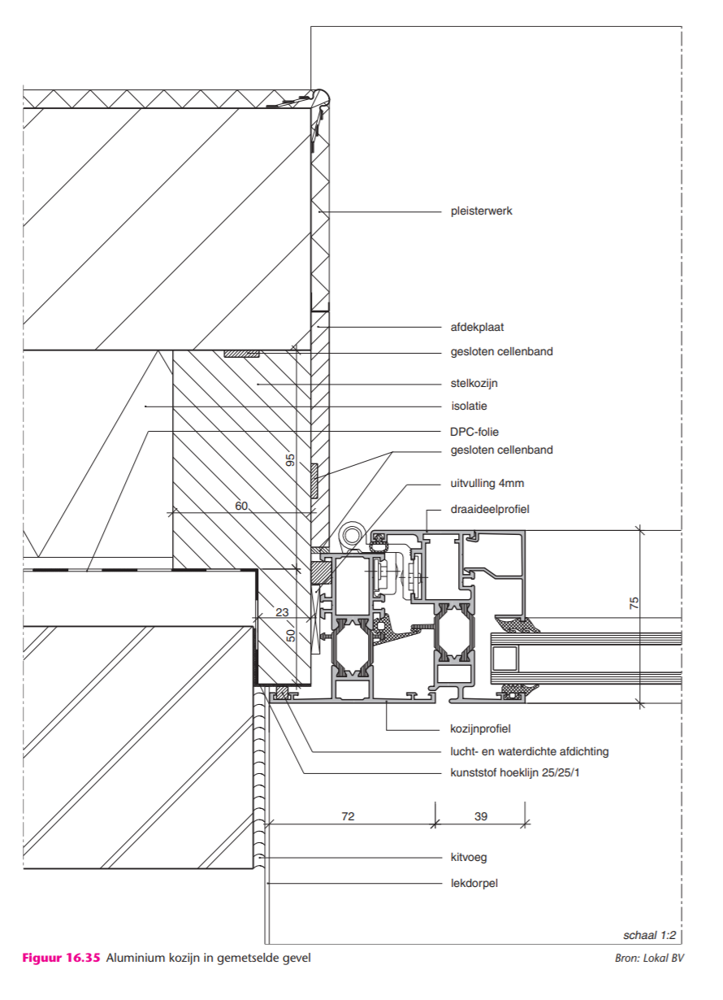 pleisterwerk
afdekplaat
gesloten cellenband
stelkozijn
isolatie
DPC-folie
gesloten cellenband
95
uitvulling 4mm
60
draaideelprofiel
75
23
50
kozijnprofiel
lucht- en waterdichte afdichting
kunststof hoeklijn 25/25/1
72
39
kitvoeg
lekdorpel
schaal 1:2
Figuur 16.35 Aluminium kozijn in gemetselde gevel
Bron: Lokal BV